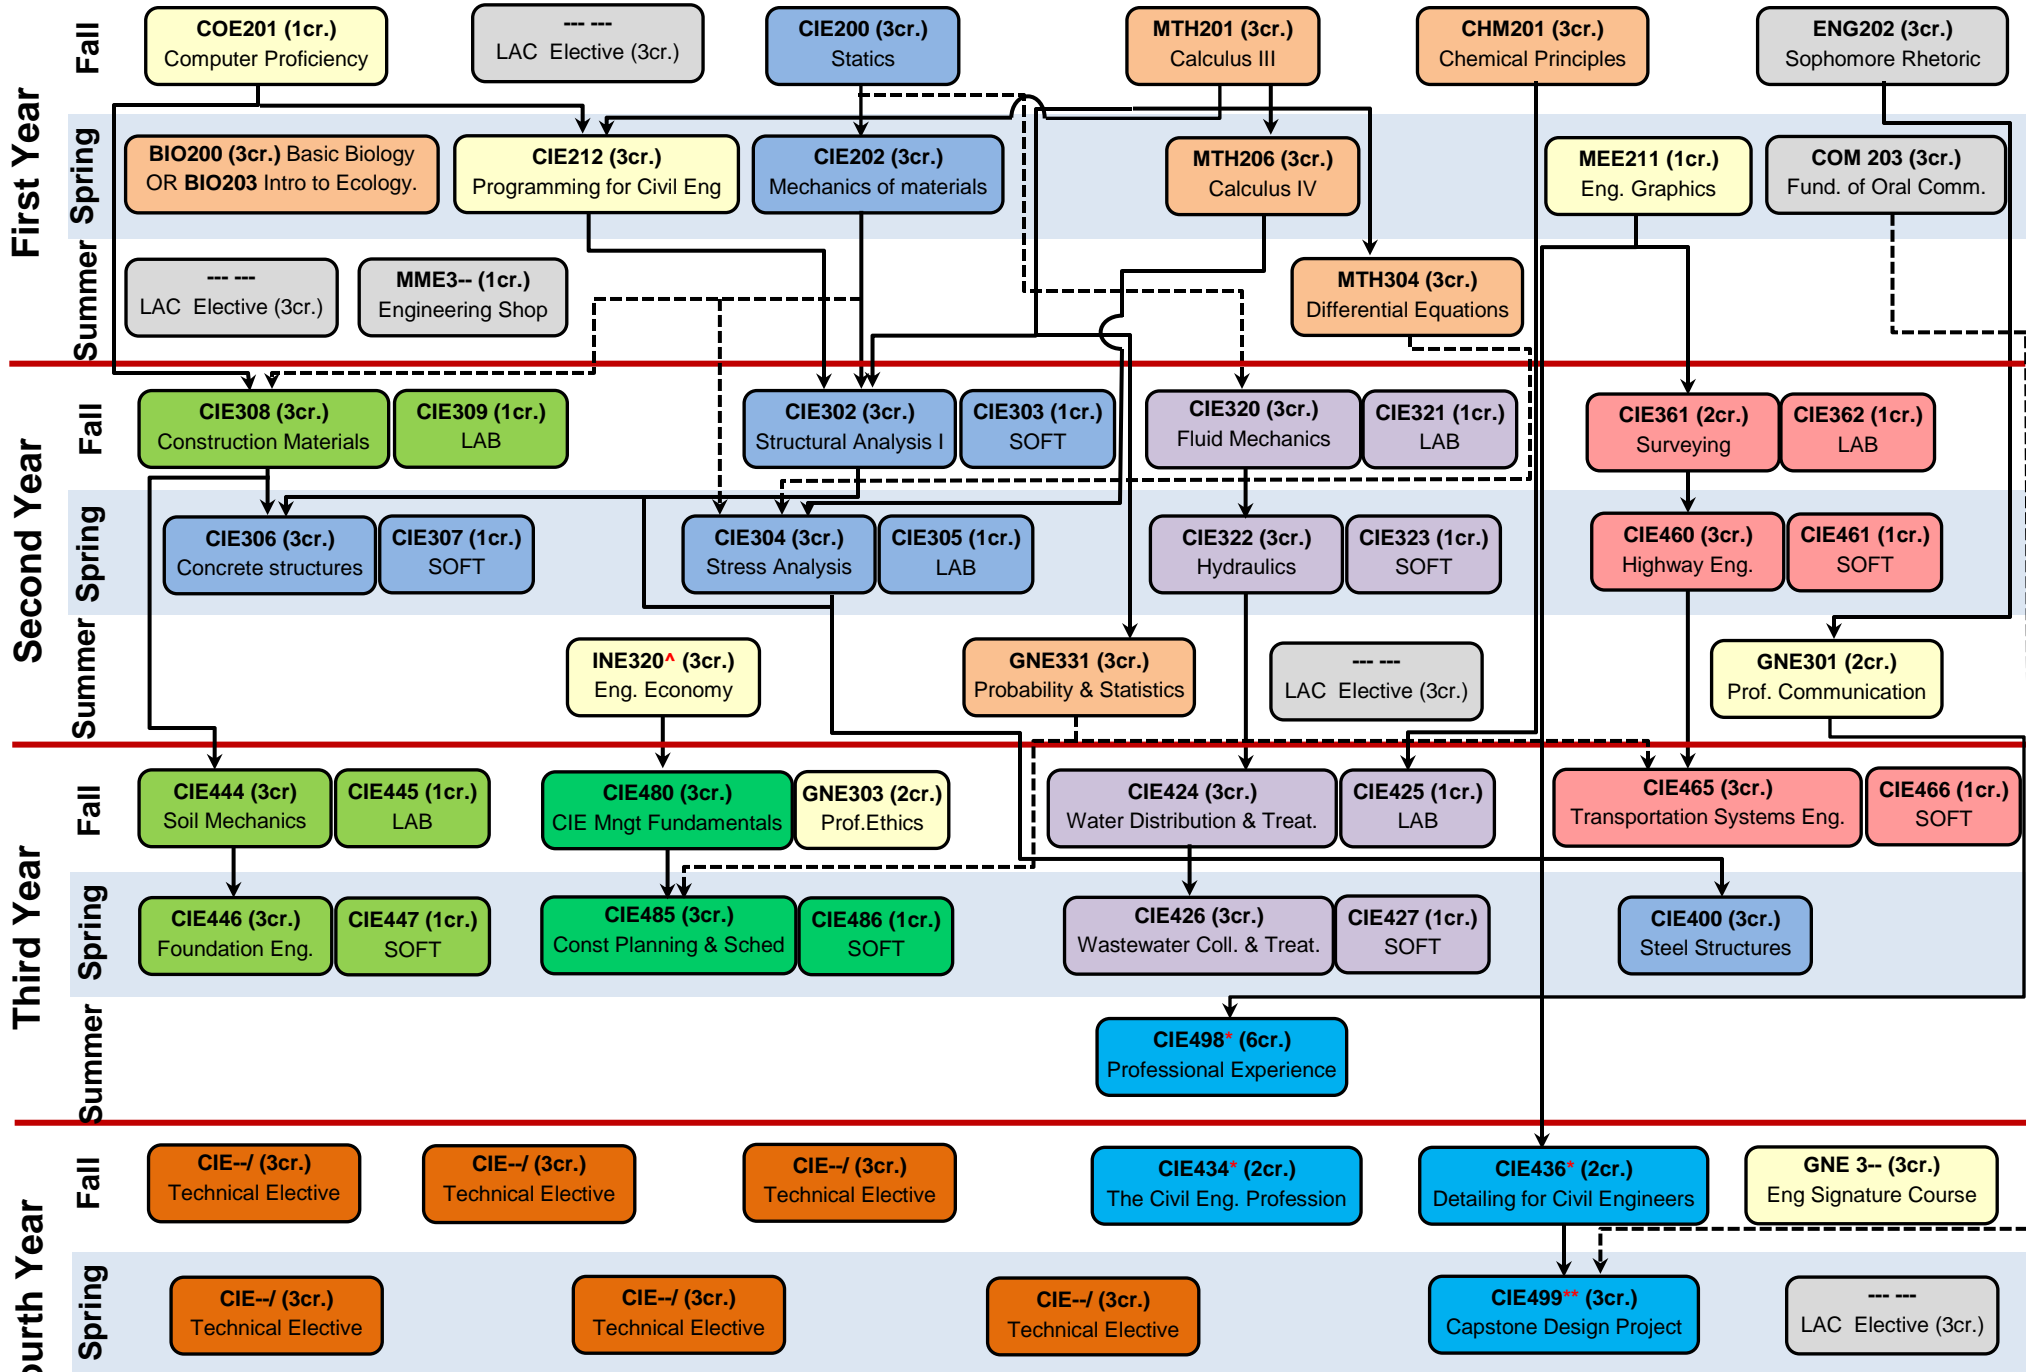 First Year
Fall
COE201 (1cr.)
Computer Proficiency
--- ---
LAC  Elective (3cr.)
CIE200 (3cr.)
Statics
MTH201 (3cr.)
Calculus III
CHM201 (3cr.)
Chemical Principles
ENG202 (3cr.)
Sophomore Rhetoric
Spring
BIO200 (3cr.) Basic Biology
OR BIO203 Intro to Ecology.
CIE212 (3cr.)
Programming for Civil Eng
CIE202 (3cr.)
Mechanics of materials
MTH206 (3cr.)
Calculus IV
MEE211 (1cr.)
Eng. Graphics
COM 203 (3cr.)
Fund. of Oral Comm.
Summer
--- ---
LAC  Elective (3cr.)
MME3-- (1cr.)
Engineering Shop
MTH304 (3cr.)
Differential Equations
Second Year
Fall
CIE308 (3cr.)
Construction Materials
CIE309 (1cr.)
LAB
CIE302 (3cr.)
Structural Analysis I
CIE303 (1cr.)
SOFT
CIE320 (3cr.)
Fluid Mechanics
CIE321 (1cr.)
LAB
CIE361 (2cr.)
Surveying
CIE362 (1cr.)
LAB
Spring
CIE306 (3cr.)
Concrete structures
CIE307 (1cr.)
SOFT
CIE304 (3cr.)
Stress Analysis
CIE305 (1cr.)
LAB
CIE322 (3cr.)
Hydraulics
CIE323 (1cr.)
SOFT
CIE460 (3cr.)
Highway Eng.
CIE461 (1cr.)
SOFT
Summer
INE320^ (3cr.)
Eng. Economy
GNE331 (3cr.)
Probability & Statistics
--- ---
LAC  Elective (3cr.)
GNE301 (2cr.)
Prof. Communication
Third Year
Fall
CIE444 (3cr)
Soil Mechanics
CIE445 (1cr.)
LAB
CIE480 (3cr.)
CIE Mngt Fundamentals
GNE303 (2cr.)
Prof.Ethics
CIE424 (3cr.)
Water Distribution & Treat.
CIE425 (1cr.)
LAB
CIE465 (3cr.)
Transportation Systems Eng.
CIE466 (1cr.)
SOFT
Spring
CIE446 (3cr.)
Foundation Eng.
CIE447 (1cr.)
SOFT
CIE485 (3cr.)
Const Planning & Sched
CIE486 (1cr.)
SOFT
CIE426 (3cr.)
Wastewater Coll. & Treat.
CIE427 (1cr.)
SOFT
CIE400 (3cr.)
Steel Structures
Summer
CIE498* (6cr.)
Professional Experience
ourth Year
Fall
CIE--/ (3cr.)
Technical Elective
CIE--/ (3cr.)
Technical Elective
CIE--/ (3cr.)
Technical Elective
CIE434* (2cr.)
The Civil Eng. Profession
CIE436* (2cr.)
Detailing for Civil Engineers
GNE 3-- (3cr.)
Eng Signature Course
Spring
CIE--/ (3cr.)
Technical Elective
CIE--/ (3cr.)
Technical Elective
CIE--/ (3cr.)
Technical Elective
CIE499** (3cr.)
Capstone Design Project
--- ---
LAC  Elective (3cr.)